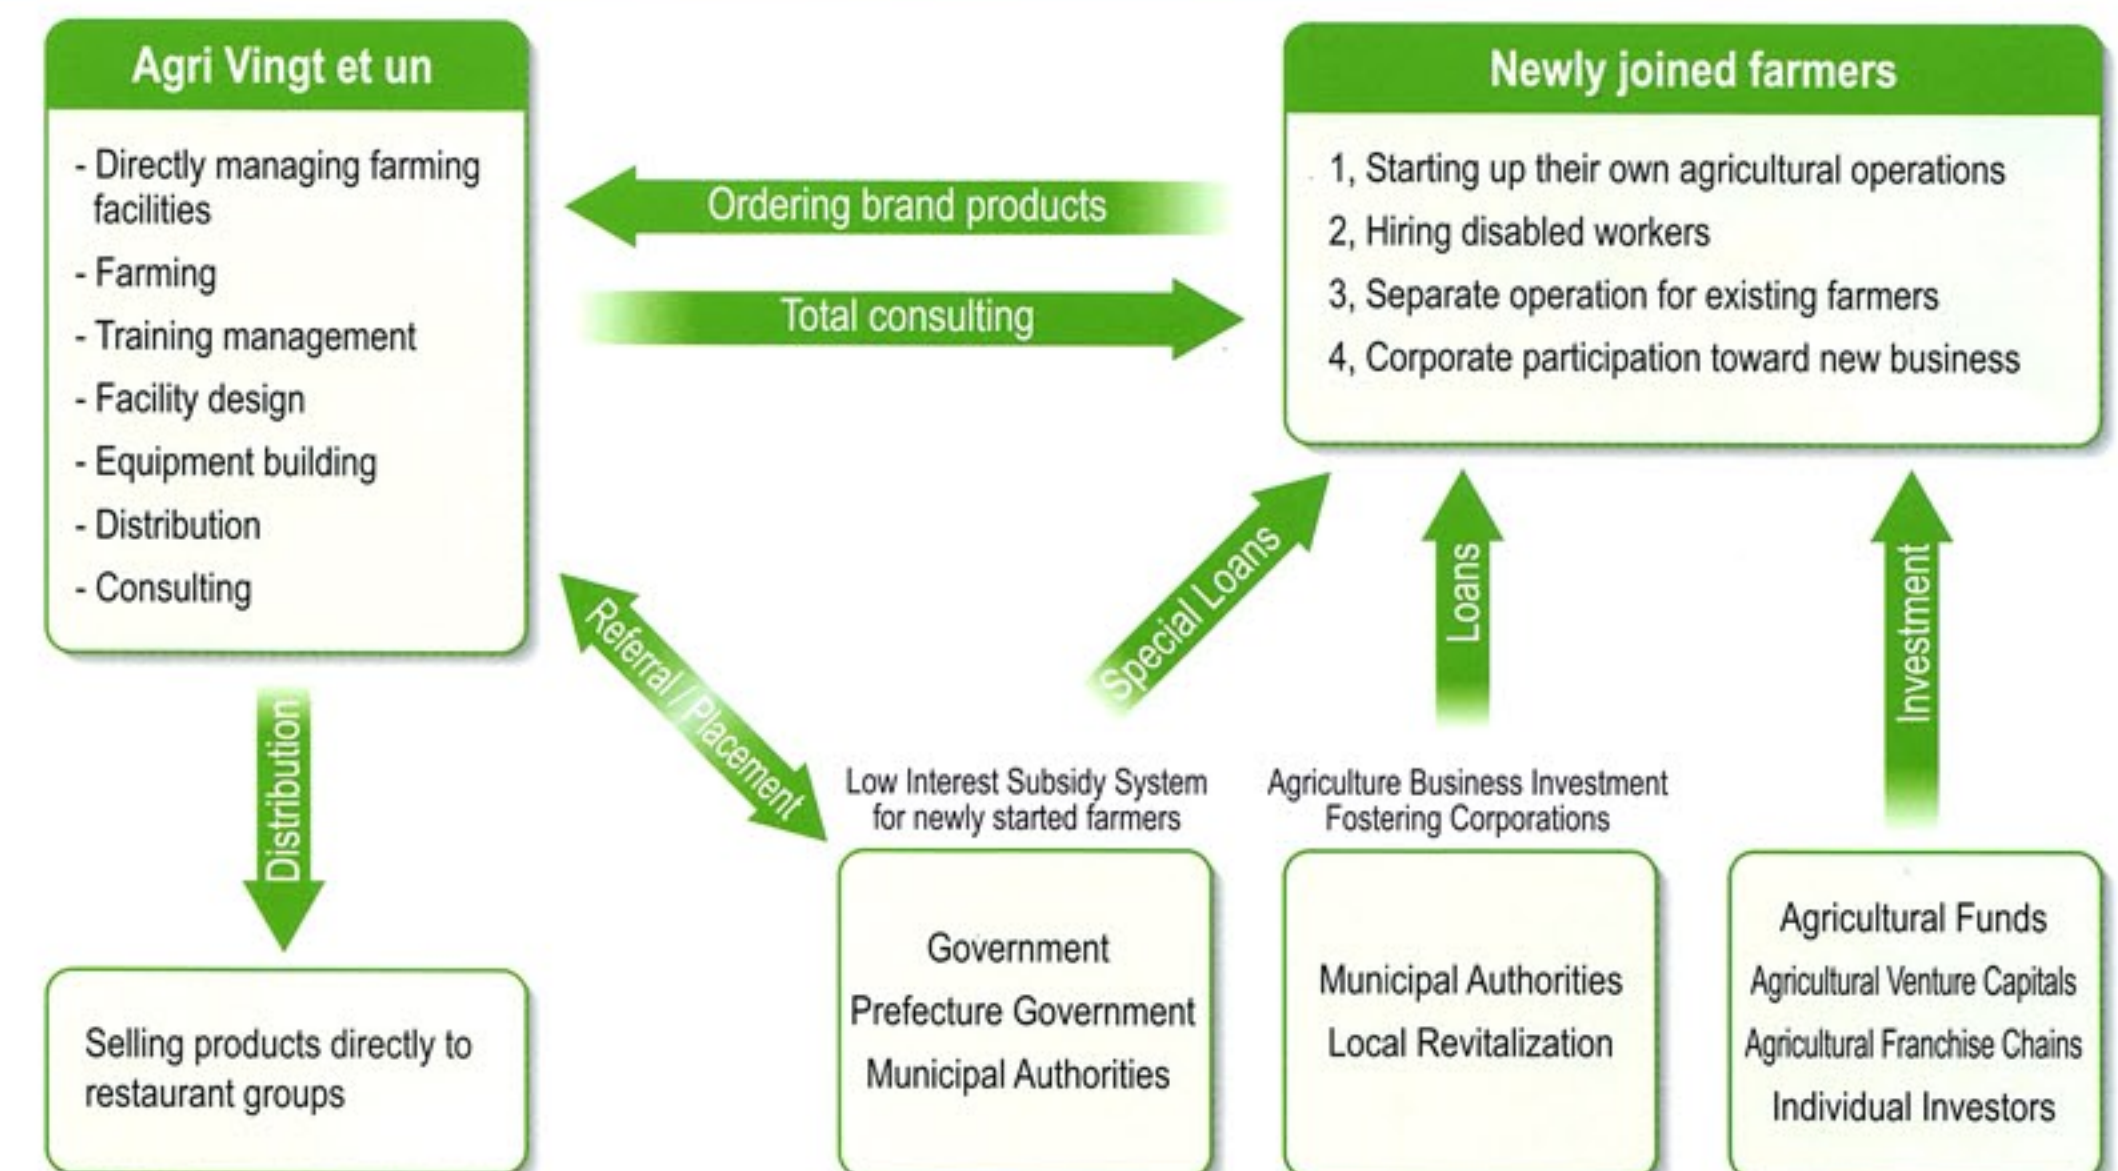 Agri Vingt et un
- Directly managing farming
facilities
- Farming
- Training management
- Facility design
- Equipment building
- Distribution
- Consulting
Ordering brand products
Total consulting
Newly joined farmers
1, Starting up their own agricultural operations
2, Hiring disabled workers
3, Separate operation for existing farmers
4, Corporate participation toward new business
Distribution
Referral / Placement
Special Loans
Loans
Investment
Selling products directly to
restaurant groups
Low Interest Subsidy System
for newly started farmers
Government
Prefecture Government
Municipal Authorities
Agriculture Business Investment
Fostering Corporations
Municipal Authorities
Local Revitalization
Agricultural Funds
Agricultural Venture Capitals
Agricultural Franchise Chains
Individual Investors